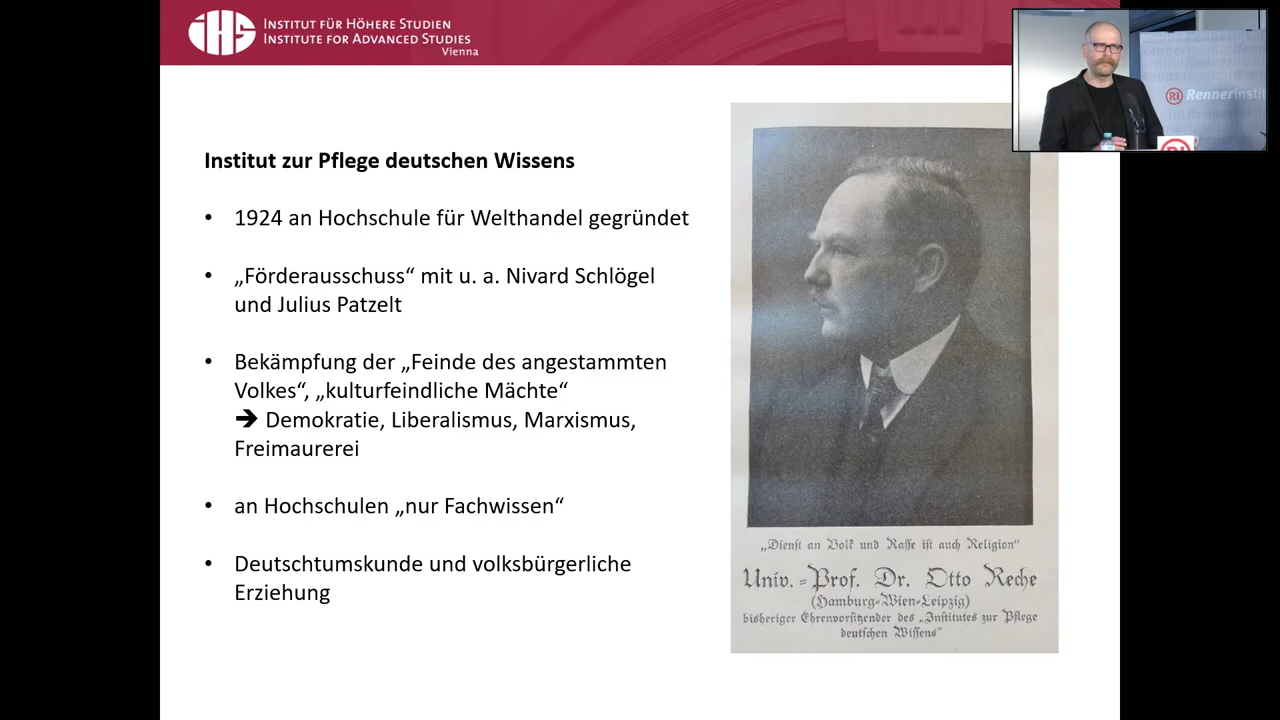 iHS
INSTITUT FÜR HÖHERE STUDIEN
INSTITUTE FOR ADVANCED STUDIES
Vienna
RI RennerInstit
RI
Institut zur Pflege deutschen Wissens
• 1924 an Hochschule für Welthandel gegründet
• „Förderausschuss“ mit u. a. Nivard Schlögel
und Julius Patzelt
• Bekämpfung der „Feinde des angestammten
Volkes“, „kulturfeindliche Mächte“
➔ Demokratie, Liberalismus, Marxismus,
Freimaurerei
• an Hochschulen „nur Fachwissen“
• Deutschtumskunde und volksbürgerliche
Erziehung
„Dienst an Volk und Rasse ist auch Religion“
Univ.=Prof. Dr. Otto Reche
(Hamburg=Wien=Leipzig)
bisheriger Ehrenvorsitzender des „Institutes zur Pflege
deutschen Wissens“